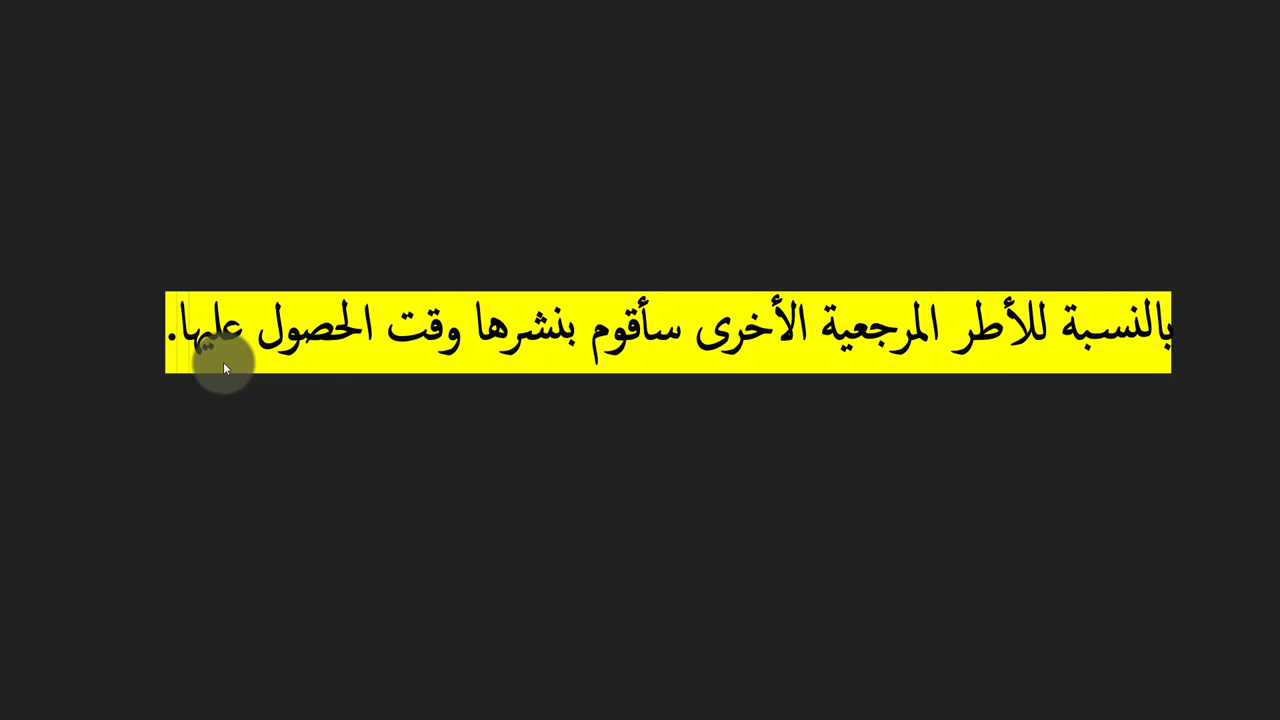 بالنسبة للأطر المرجعية الأخرى سأقوم بنشرها وقت الحصول عليها.